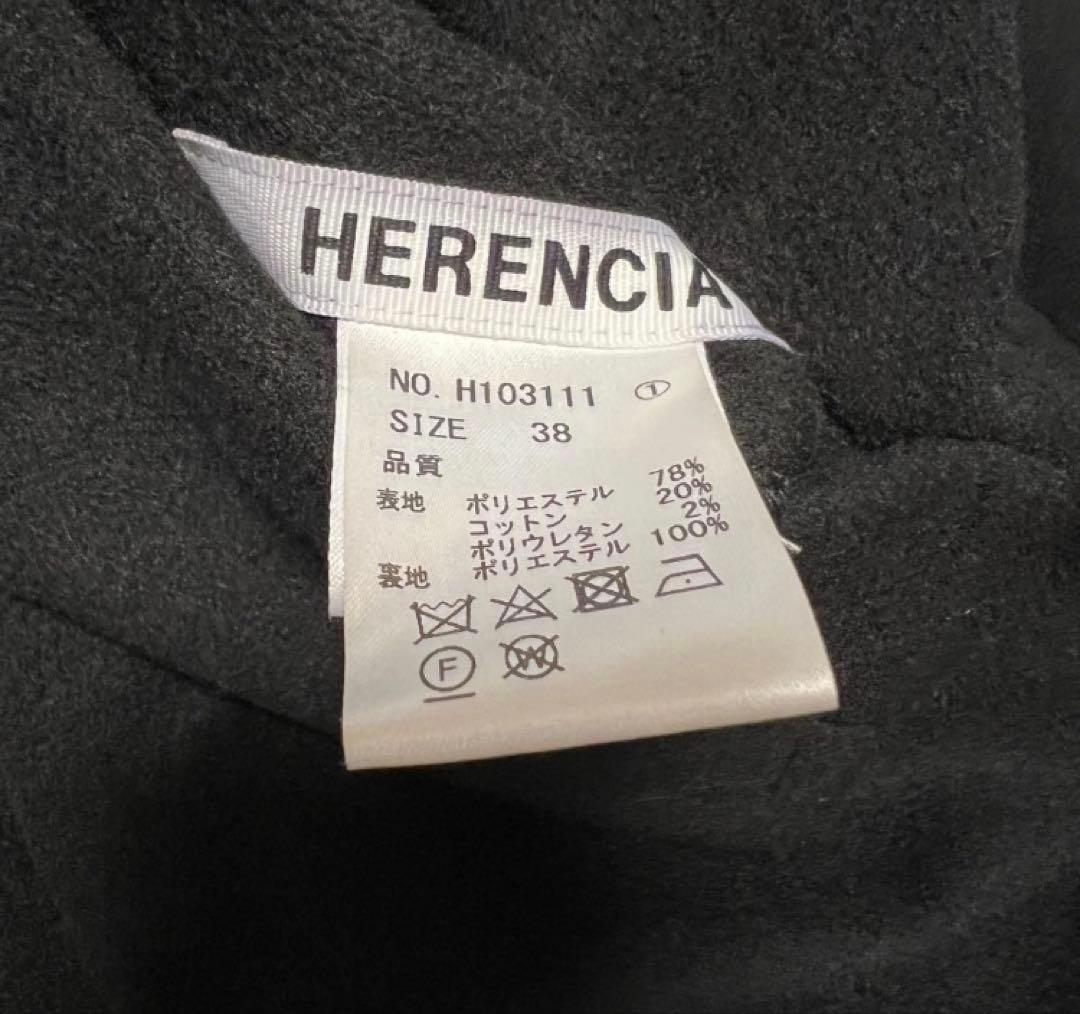 HERENCIA
NO. H103111 ①
SIZE 38
品質
表地 ポリエステル 78%
コットン 20%
ポリウレタン 2%
裏地 ポリエステル 100%
F
W